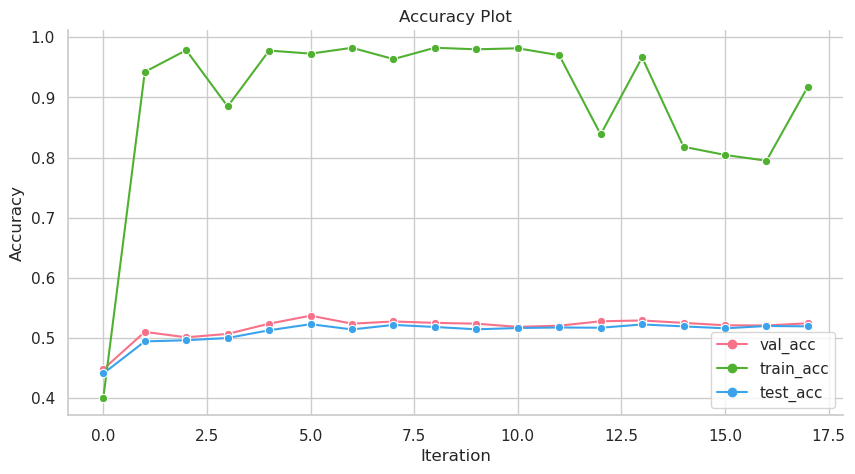 Accuracy Plot
1.0
0.9
0.8
0.7
0.6
0.5
0.4
Accuracy
0.0 2.5 5.0 7.5 10.0 12.5 15.0 17.5
Iteration
val_acc
train_acc
test_acc